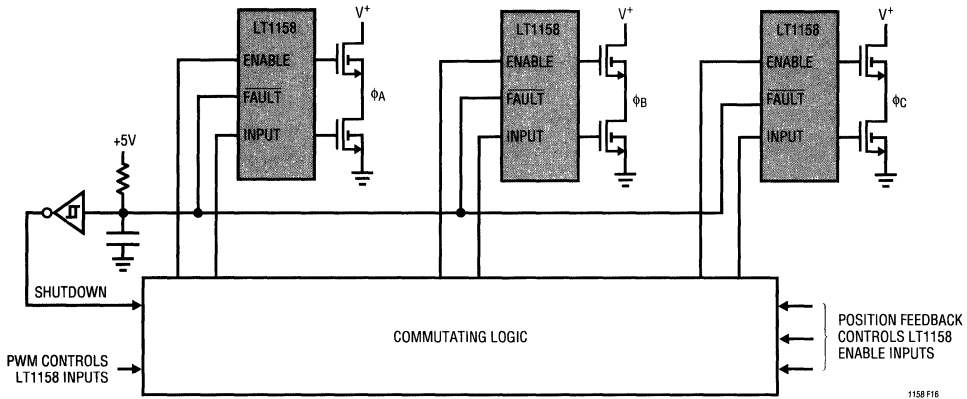 V+
V+
V+
LT1158
LT1158
LT1158
ENABLE
ENABLE
ENABLE
ϕA
ϕB
ϕC
FAULT
FAULT
FAULT
INPUT
INPUT
INPUT
+5V
SHUTDOWN
COMMUTATING LOGIC
PWM CONTROLS
LT1158 INPUTS
POSITION FEEDBACK
CONTROLS LT1158
ENABLE INPUTS
1158 F16